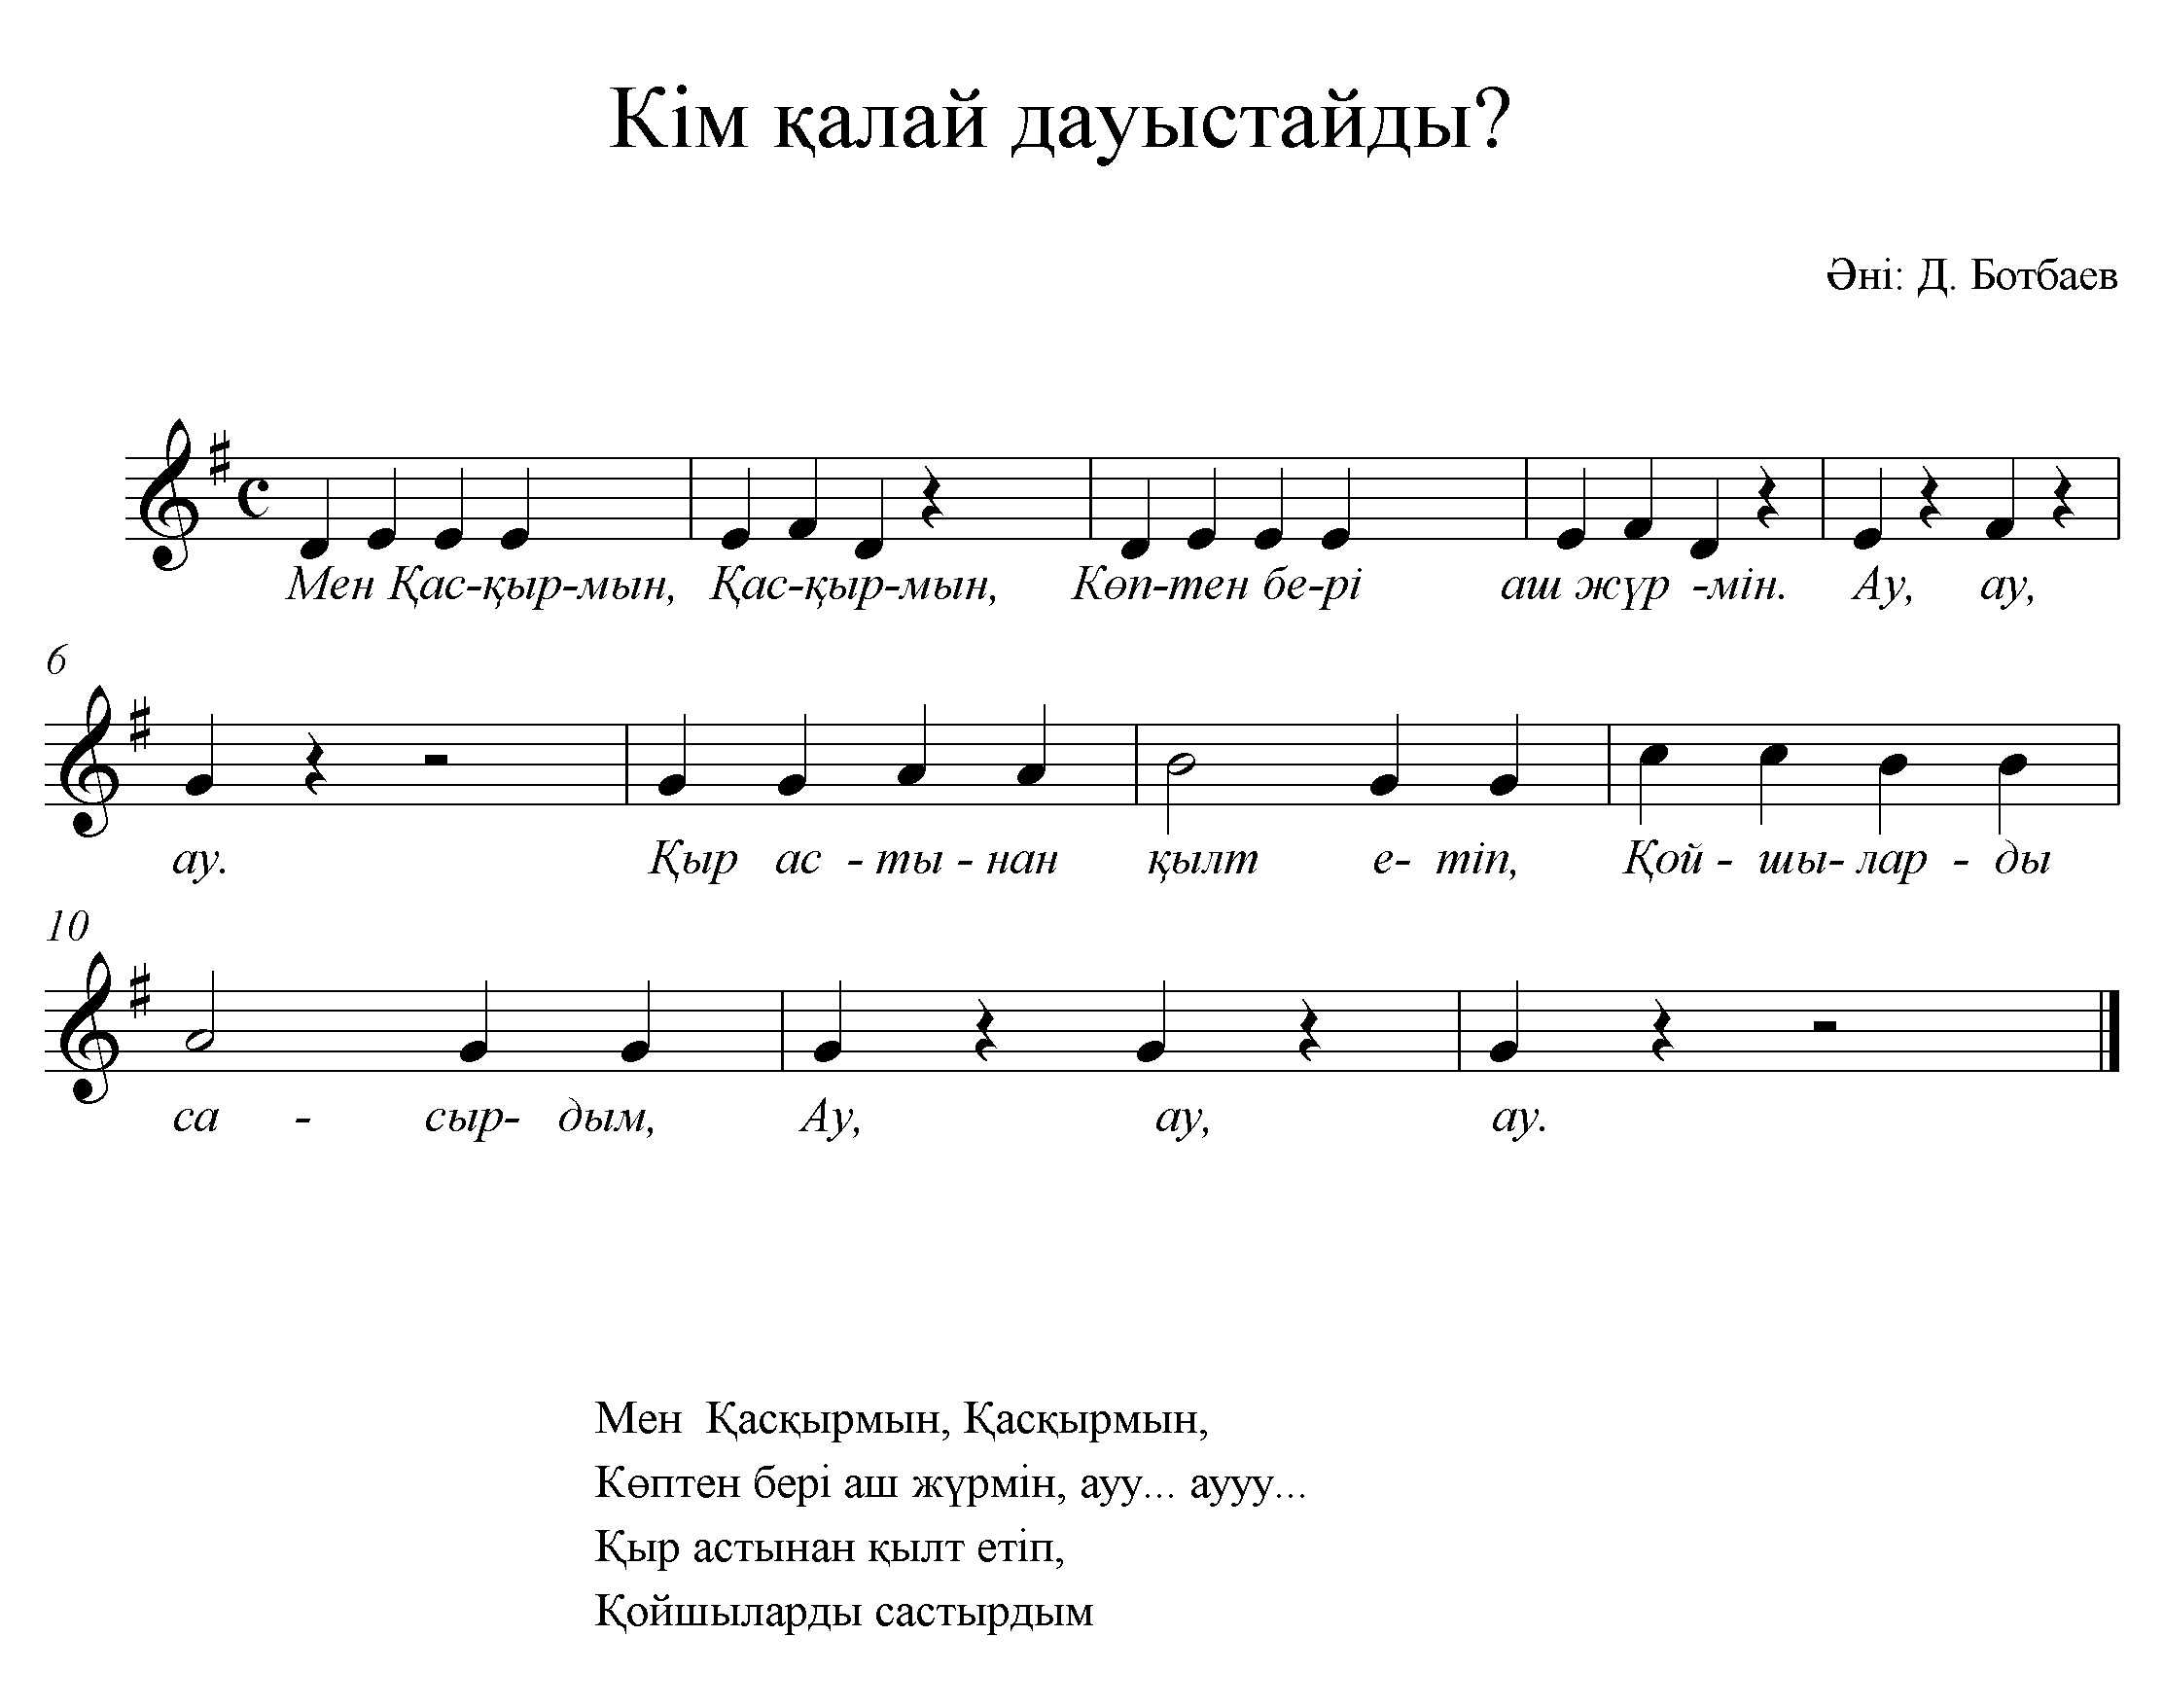 Кім қалай дауыстайды?
Әні: Д. Ботбаев
Мен Қас-қыр-мын, Қас-қыр-мын, Көп-тен бе-рі аш жүр -мін. Ау, ау,
6
ау. Қыр ас - ты - нан қылт е- тіп, Қой - шы- лар - ды
10
са - сыр- дым, Ау, ау, ау.
Мен Қасқырмын, Қасқырмын,
Көптен бері аш жүрмін, ауу... аууу...
Қыр астынан қылт етіп,
Қойшыларды састырдым